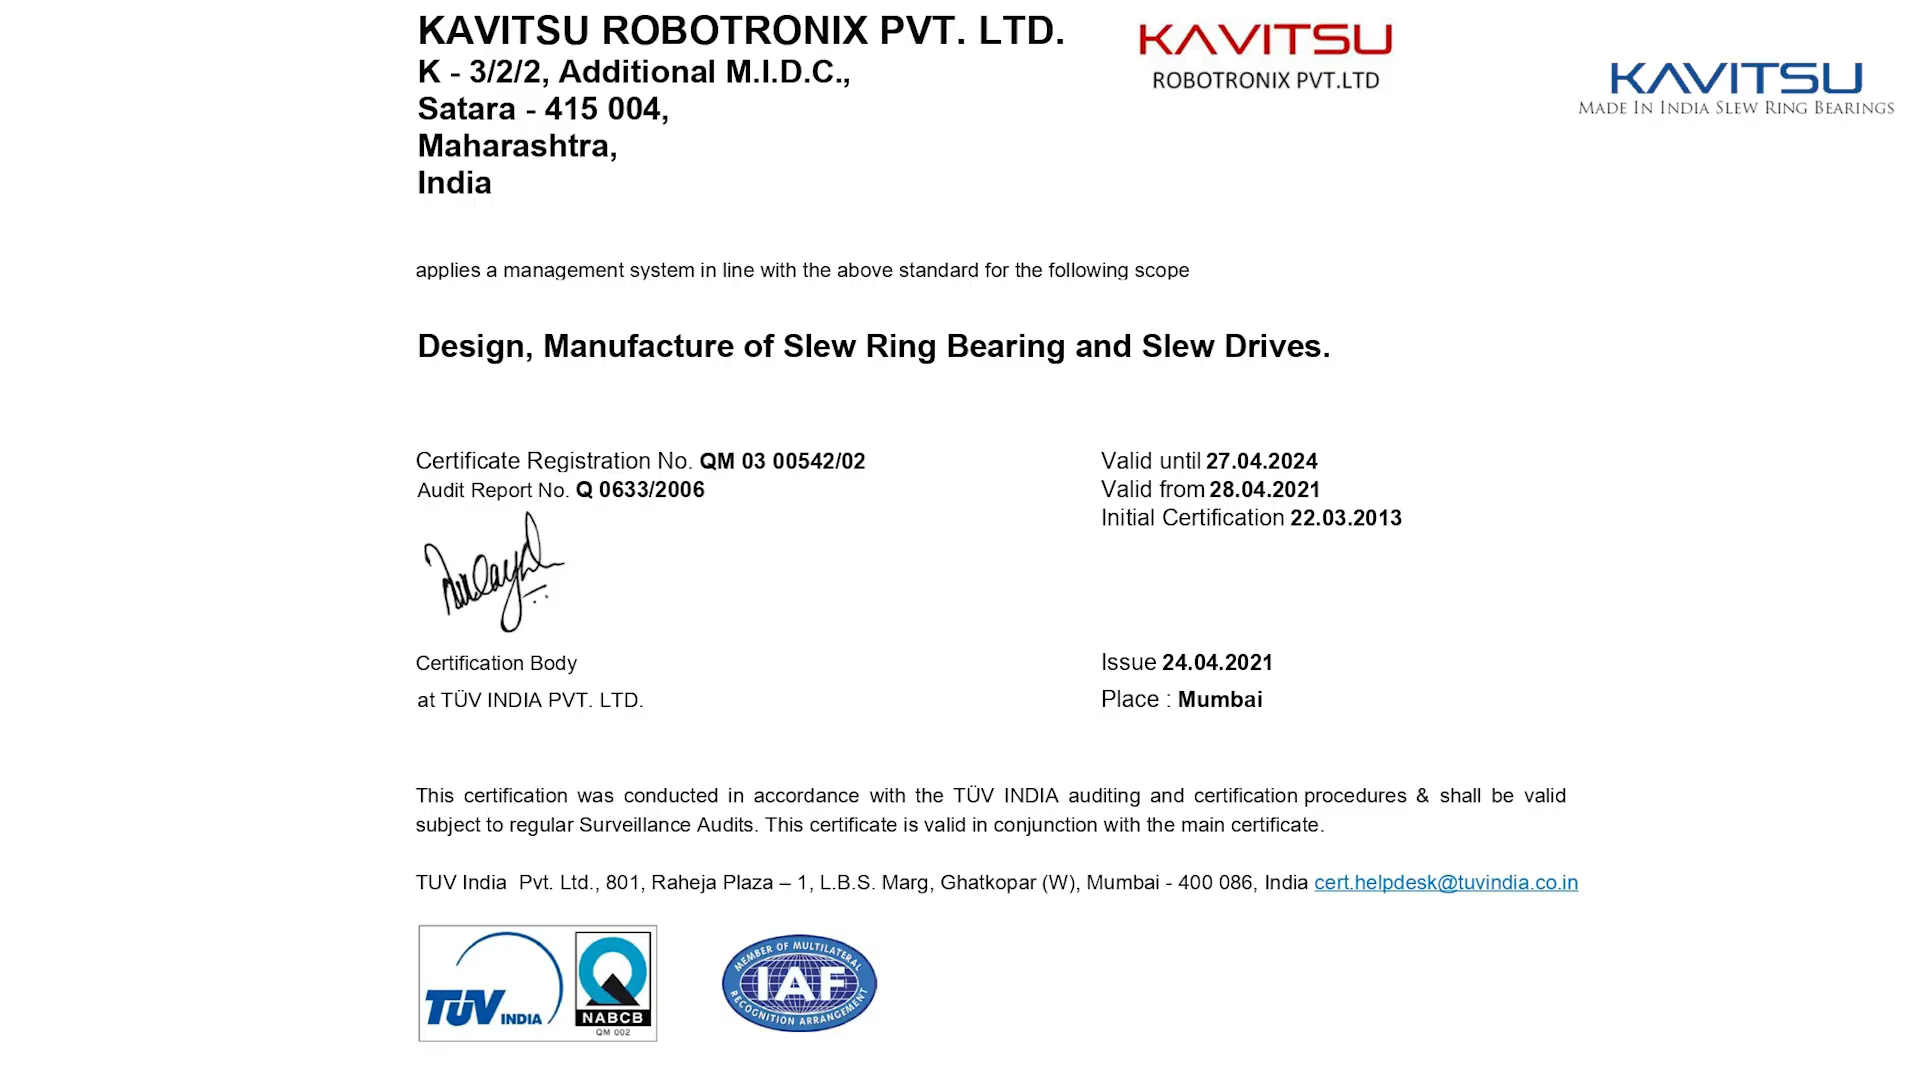 KAVITSU ROBOTRONIX PVT. LTD.
K - 3/2/2, Additional M.I.D.C.,
Satara - 415 004,
Maharashtra,
India
KAVITSU
ROBOTRONIX PVT.LTD
KAVITSU
MADE IN INDIA SLEW RING BEARINGS
applies a management system in line with the above standard for the following scope
Design, Manufacture of Slew Ring Bearing and Slew Drives.
Certificate Registration No. QM 03 00542/02
Audit Report No. Q 0633/2006
Valid until 27.04.2024
Valid from 28.04.2021
Initial Certification 22.03.2013
Certification Body
at TÜV INDIA PVT. LTD.
Issue 24.04.2021
Place : Mumbai
This certification was conducted in accordance with the TÜV INDIA auditing and certification procedures & shall be valid
subject to regular Surveillance Audits. This certificate is valid in conjunction with the main certificate.
TUV India Pvt. Ltd., 801, Raheja Plaza – 1, L.B.S. Marg, Ghatkopar (W), Mumbai - 400 086, India cert.helpdesk@tuvindia.co.in
TÜV INDIA
NABCB
QM 002
MEMBER OF MULTILATERAL
IAF
RECOGNITION ARRANGEMENT